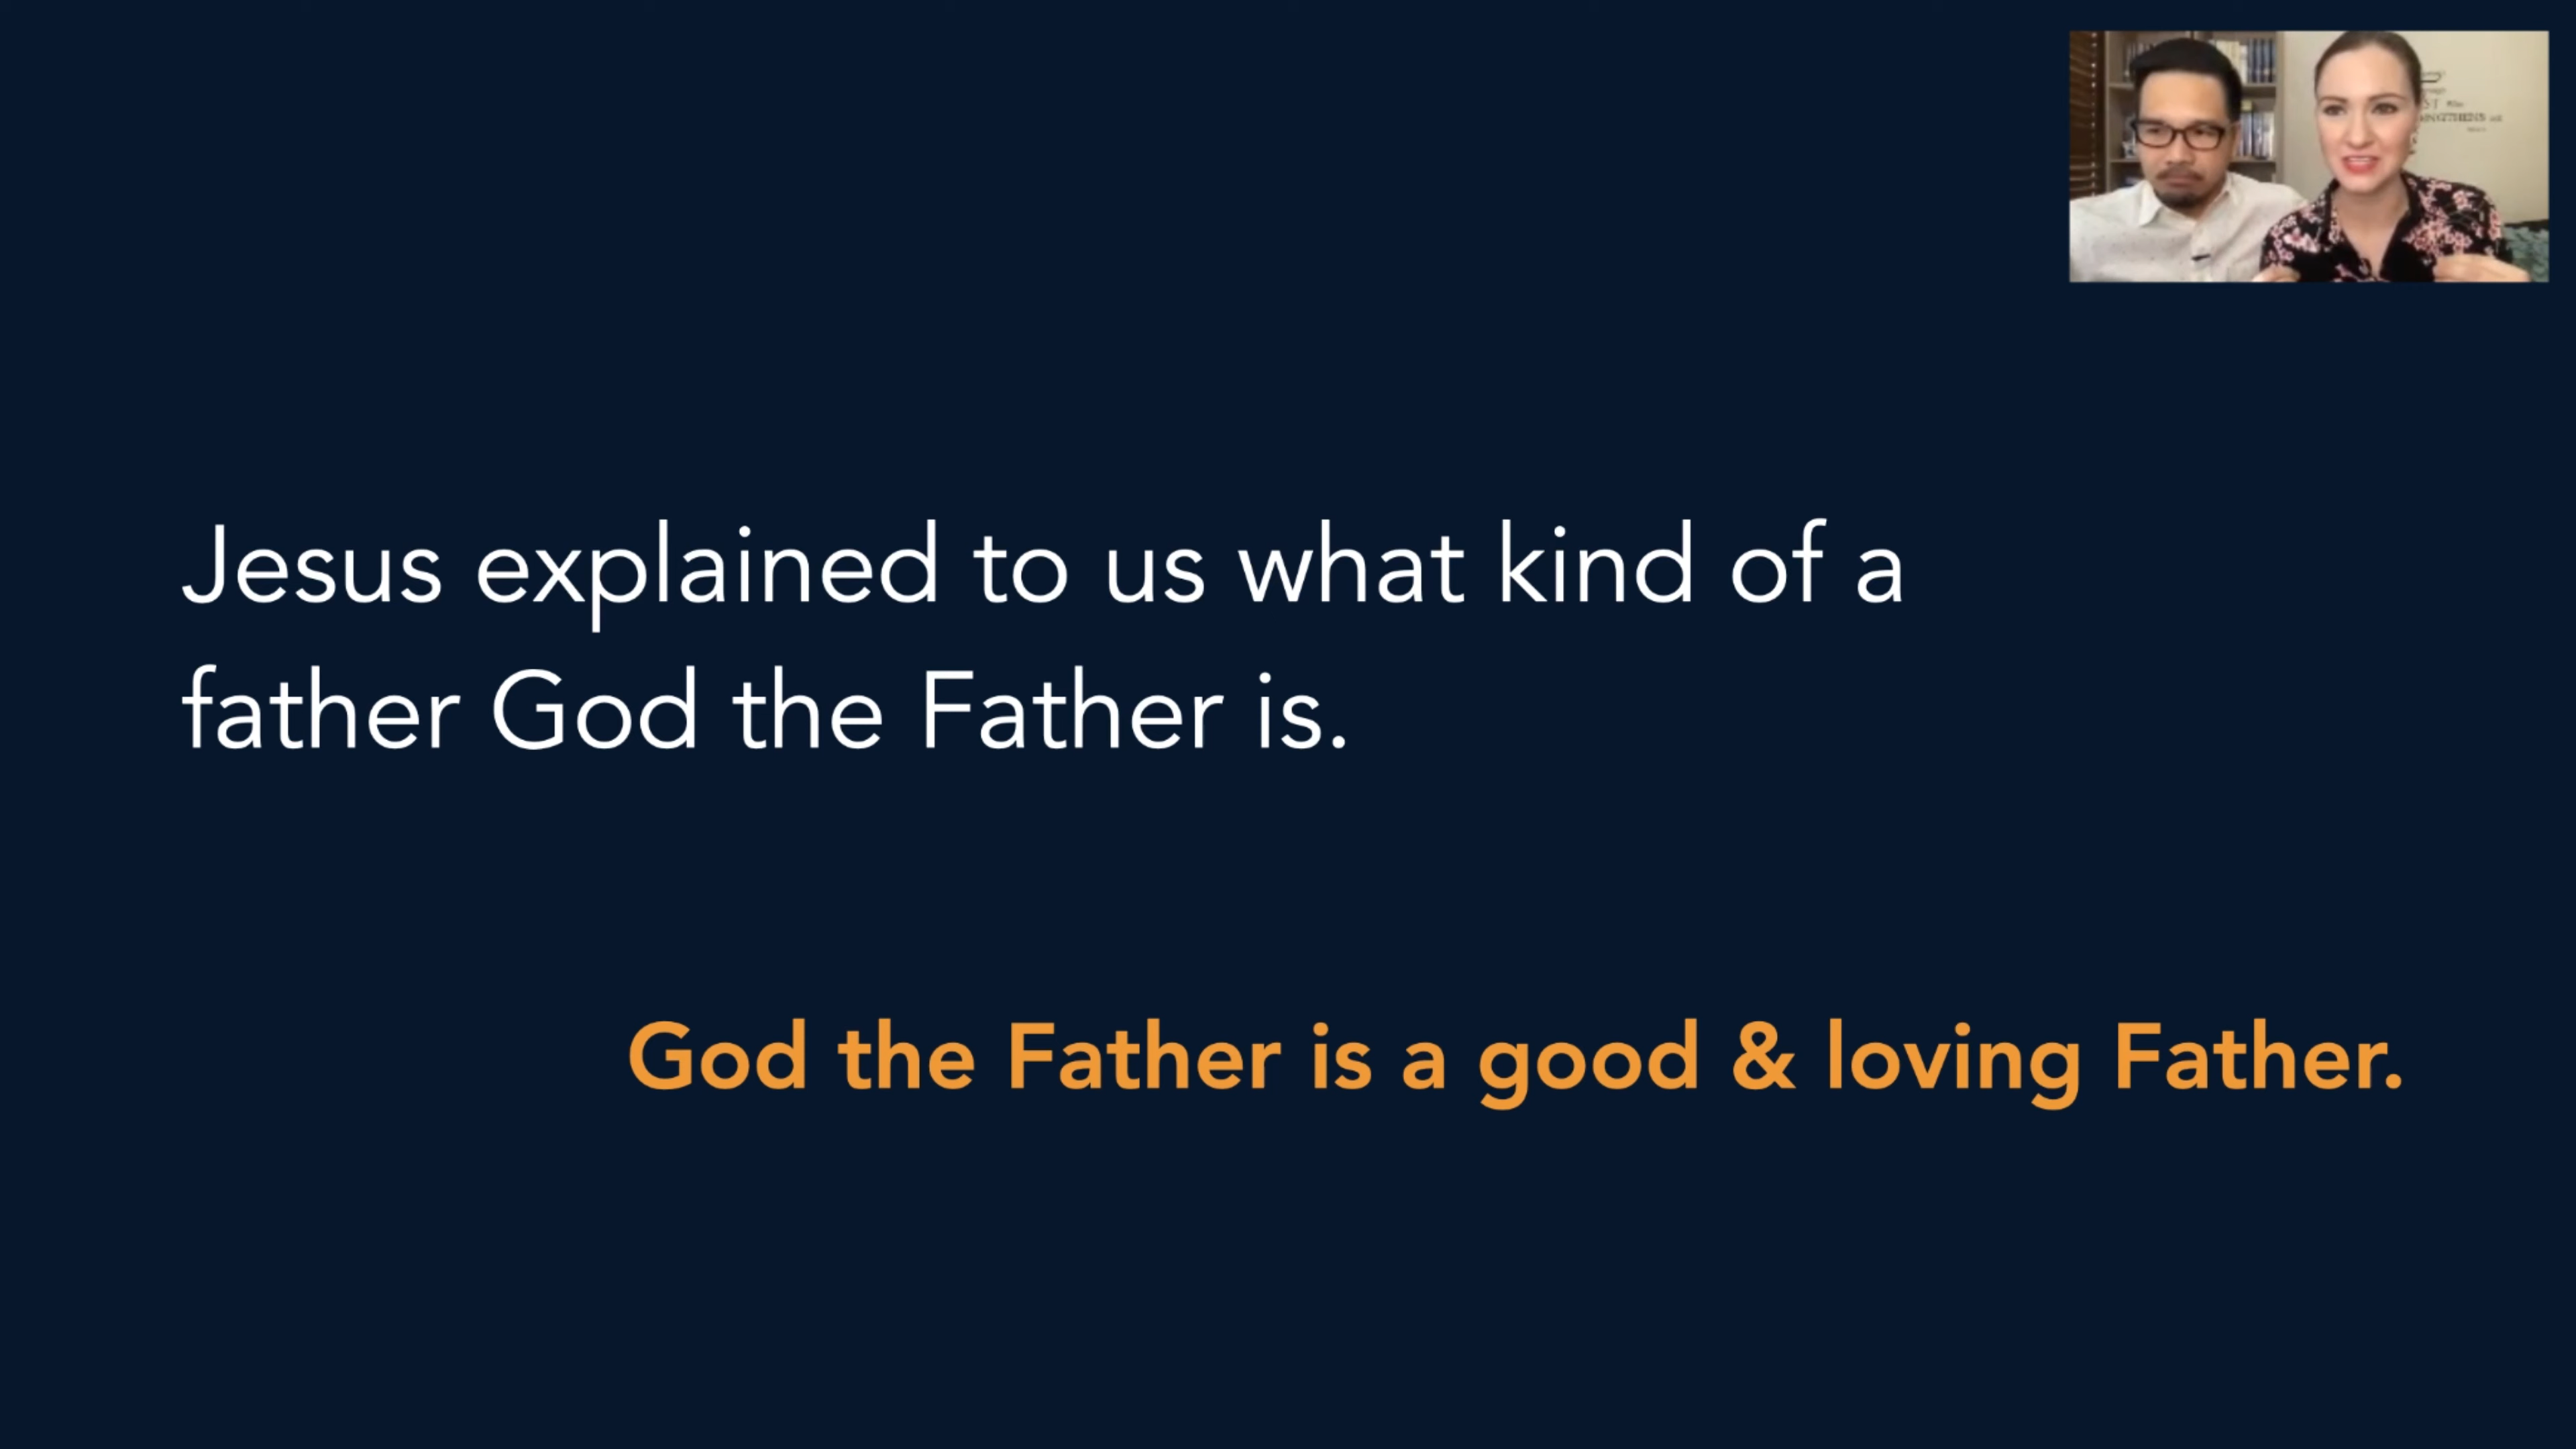 Jesus explained to us what kind of a
father God the Father is.
God the Father is a good & loving Father.